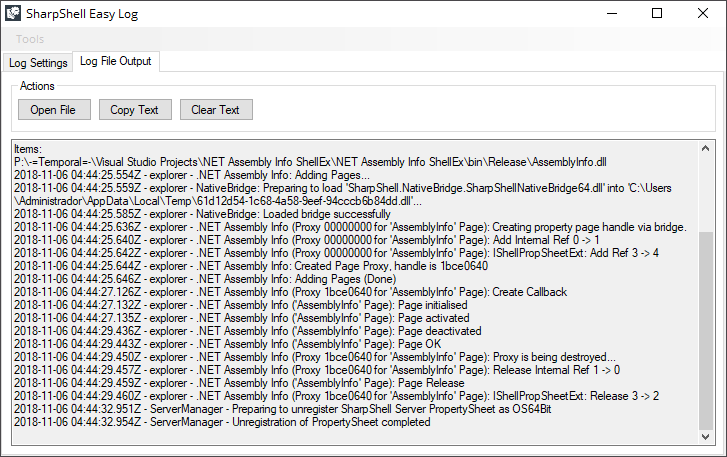 SharpShell Easy Log
Tools
Log Settings
Log File Output
Actions
Open File
Copy Text
Clear Text
Items:
P:\-=Temporal=-\Visual Studio Projects\NET Assembly Info ShellEx\NET Assembly Info ShellEx\bin\Release\AssemblyInfo.dll
2018-11-06 04:44:25.554Z - explorer - .NET Assembly Info: Adding Pages...
2018-11-06 04:44:25.559Z - explorer - NativeBridge: Preparing to load 'SharpShell.NativeBridge.SharpShellNativeBridge64.dll' into 'C:\Users
\Administrador\AppData\Local\Temp\61d12d54-1c68-4a58-9eef-94cccb6b84dd.dll'...
2018-11-06 04:44:25.585Z - explorer - NativeBridge: Loaded bridge successfully
2018-11-06 04:44:25.636Z - explorer - .NET Assembly Info (Proxy 00000000 for 'AssemblyInfo' Page): Creating property page handle via bridge.
2018-11-06 04:44:25.640Z - explorer - .NET Assembly Info (Proxy 00000000 for 'AssemblyInfo' Page): Add Internal Ref 0 -> 1
2018-11-06 04:44:25.642Z - explorer - .NET Assembly Info (Proxy 00000000 for 'AssemblyInfo' Page): IShellPropSheetExt: Add Ref 3 -> 4
2018-11-06 04:44:25.644Z - explorer - .NET Assembly Info: Created Page Proxy, handle is 1bce0640
2018-11-06 04:44:25.646Z - explorer - .NET Assembly Info: Adding Pages (Done)
2018-11-06 04:44:27.126Z - explorer - .NET Assembly Info (Proxy 1bce0640 for 'AssemblyInfo' Page): Create Callback
2018-11-06 04:44:27.132Z - explorer - .NET Assembly Info ('AssemblyInfo' Page): Page initialised
2018-11-06 04:44:27.135Z - explorer - .NET Assembly Info ('AssemblyInfo' Page): Page activated
2018-11-06 04:44:29.436Z - explorer - .NET Assembly Info ('AssemblyInfo' Page): Page deactivated
2018-11-06 04:44:29.443Z - explorer - .NET Assembly Info ('AssemblyInfo' Page): Page OK
2018-11-06 04:44:29.450Z - explorer - .NET Assembly Info (Proxy 1bce0640 for 'AssemblyInfo' Page): Proxy is being destroyed...
2018-11-06 04:44:29.457Z - explorer - .NET Assembly Info (Proxy 1bce0640 for 'AssemblyInfo' Page): Release Internal Ref 1 -> 0
2018-11-06 04:44:29.459Z - explorer - .NET Assembly Info ('AssemblyInfo' Page): Page Release
2018-11-06 04:44:29.460Z - explorer - .NET Assembly Info (Proxy 1bce0640 for 'AssemblyInfo' Page): IShellPropSheetExt: Release 3 -> 2
2018-11-06 04:44:32.951Z - ServerManager - Preparing to unregister SharpShell Server PropertySheet as OS64Bit
2018-11-06 04:44:32.954Z - ServerManager - Unregistration of PropertySheet completed